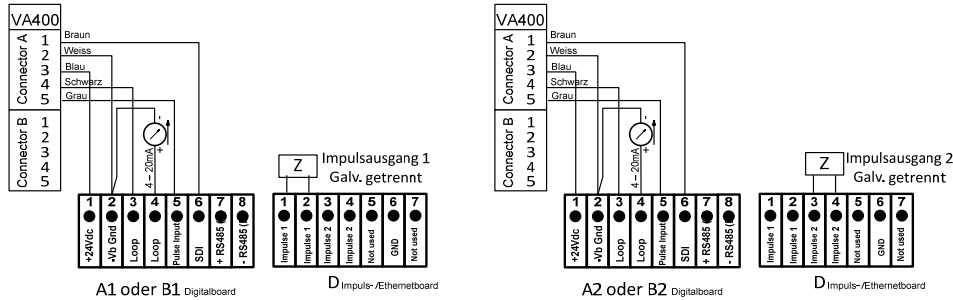 VA400
Connector A
1
2
3
4
5
Connector B
1
2
3
4
5
Braun
Weiss
Blau
Schwarz
Grau
-
+
4 – 20mA
1 2 3 4 5 6 7 8
+24Vdc
-Vb Gnd
Loop
Loop
Pulse Input
SDI
+ RS485 (
- RS485 (
A1 oder B1 Digitalboard
Z
Impulsausgang 1
Galv. getrennt
1 2 3 4 5 6 7
Impulse 1
Impulse 1
Impulse 2
Impulse 2
Not used
GND
Not used
D Impuls-/Ethernetboard
VA400
Connector A
1
2
3
4
5
Connector B
1
2
3
4
5
Braun
Weiss
Blau
Schwarz
Grau
-
+
4 – 20mA
1 2 3 4 5 6 7 8
+24Vdc
-Vb Gnd
Loop
Loop
Pulse Input
SDI
+ RS485 (
- RS485 (
A2 oder B2 Digitalboard
Z
Impulsausgang 2
Galv. getrennt
1 2 3 4 5 6 7
Impulse 1
Impulse 1
Impulse 2
Impulse 2
Not used
GND
Not used
D Impuls-/Ethernetboard